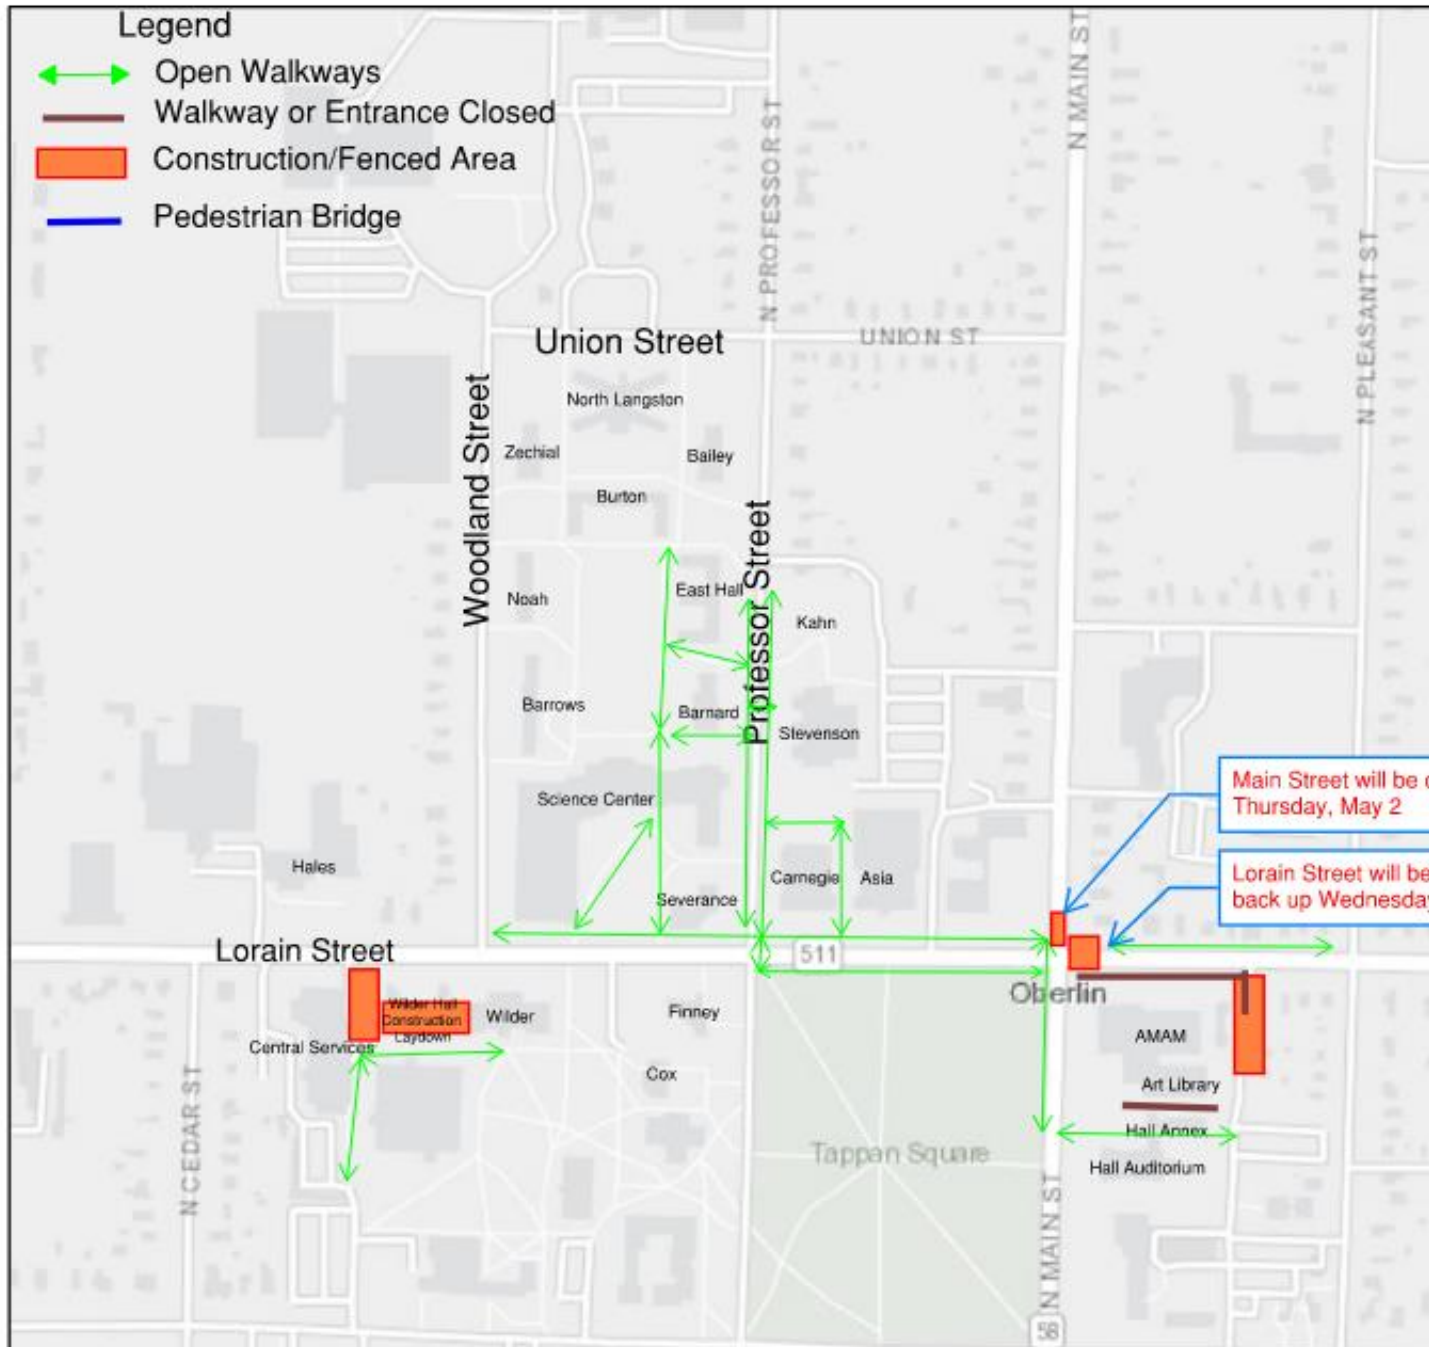 Legend
Open Walkways
Walkway or Entrance Closed
Construction/Fenced Area
Pedestrian Bridge
N MAIN ST
N PROFESSOR ST
N PLEASANT ST
Union Street
UNION ST
Woodland Street
North Langston
Zechial
Bailey
Burton
Professor Street
East Hall
Noah
Kahn
Barrows
Barnard
Stevenson
Science Center
Main Street will be
Thursday, May 2
Hales
Carnegie
Asia
Lorain Street will be
back up Wednesday
Severance
Lorain Street
511
Oberlin
Wilder Hall
Construction
Laydown
Wilder
Finney
Central Services
AMAM
Cox
Art Library
N CEDAR ST
Hall Annex
Tappan Square
Hall Auditorium
N MAIN ST
58